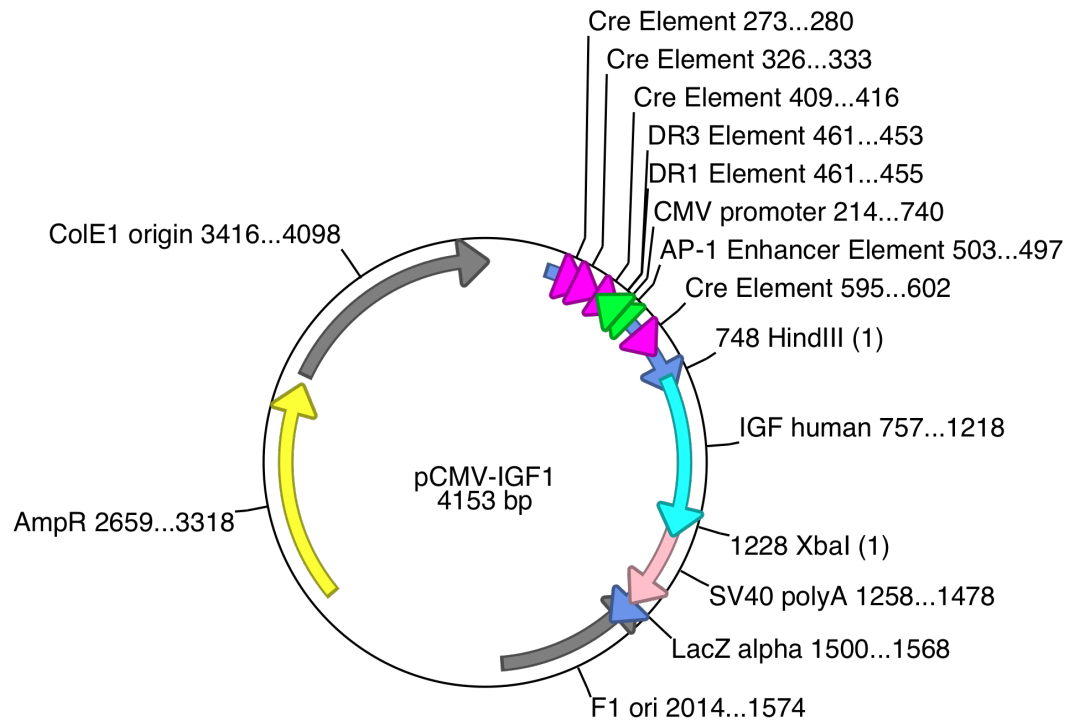 Cre Element 273...280
Cre Element 326...333
Cre Element 409...416
DR3 Element 461...453
DR1 Element 461...455
CMV promoter 214...740
AP-1 Enhancer Element 503...497
Cre Element 595...602
748 HindIII (1)
IGF human 757...1218
1228 XbaI (1)
SV40 polyA 1258...1478
LacZ alpha 1500...1568
F1 ori 2014...1574
AmpR 2659...3318
ColE1 origin 3416...4098
pCMV-IGF1
4153 bp